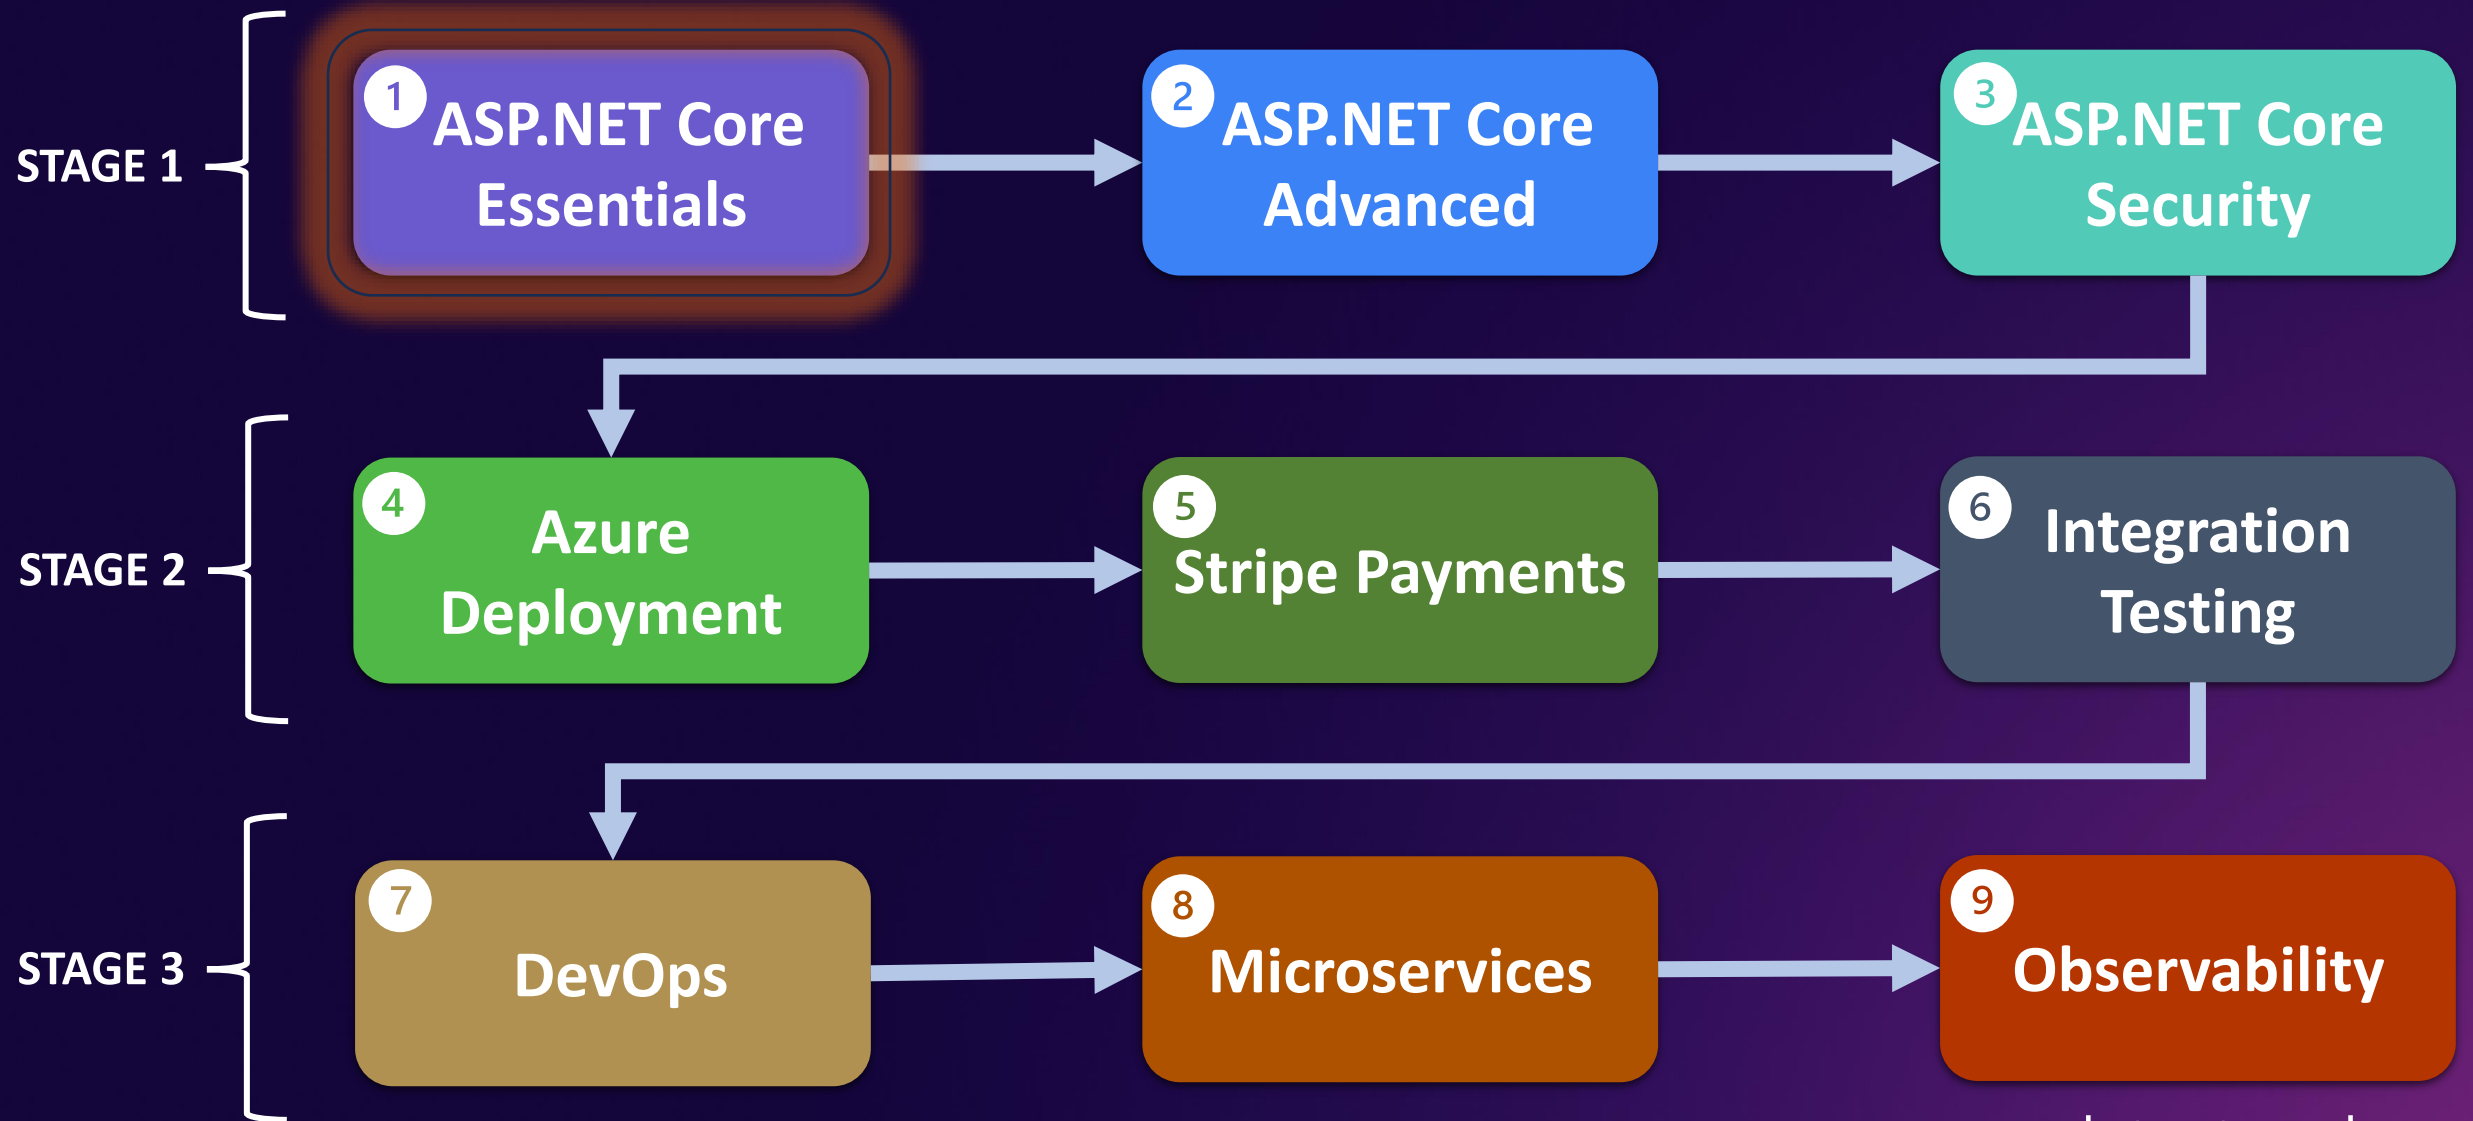 STAGE 1
1
ASP.NET Core
Essentials
2
ASP.NET Core
Advanced
3
ASP.NET Core
Security
STAGE 2
4
Azure
Deployment
5
Stripe Payments
6
Integration
Testing
STAGE 3
7
DevOps
8
Microservices
9
Observability